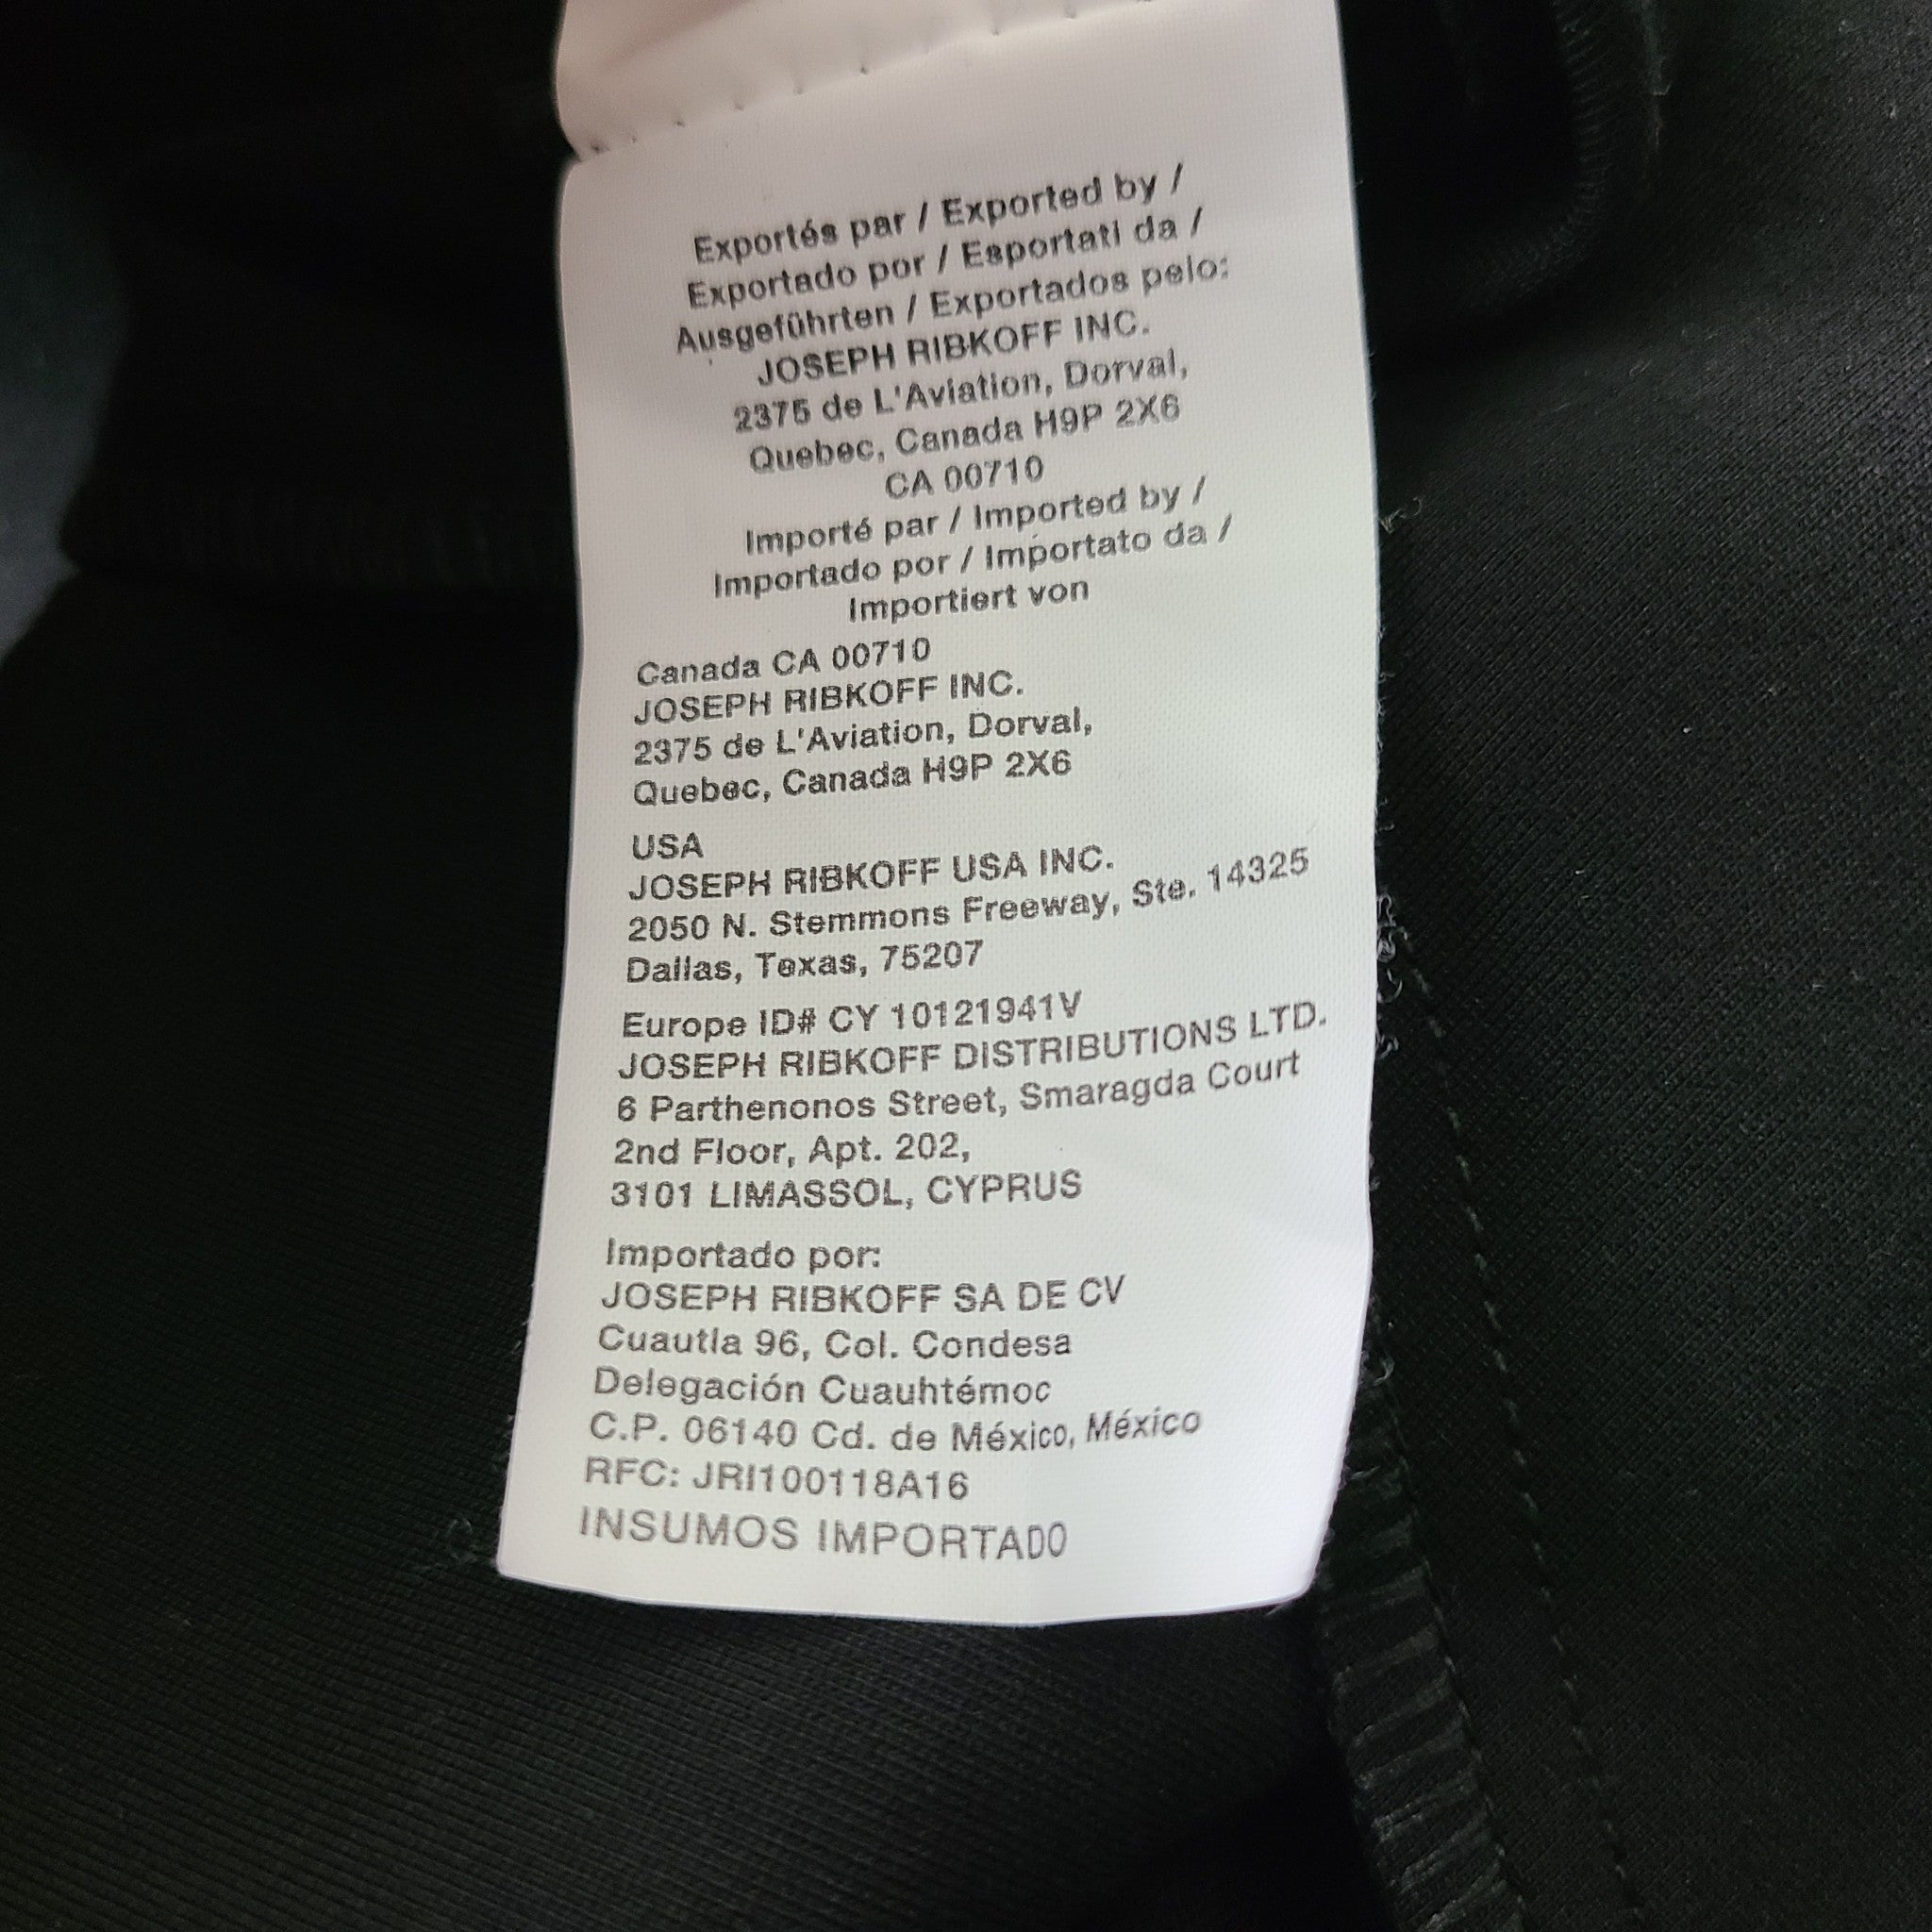 Exportés par / Exported by /
Exportado por / Esportati da /
Ausgeführten / Exportados pelo:
JOSEPH RIBKOFF INC.
2375 de L'Aviation, Dorval,
Quebec, Canada H9P 2X6
CA 00710
Importé par / Imported by /
Importado por / Importato da /
Importiert von
Canada CA 00710
JOSEPH RIBKOFF INC.
2375 de L'Aviation, Dorval,
Quebec, Canada H9P 2X6
USA
JOSEPH RIBKOFF USA INC.
2050 N. Stemmons Freeway, Ste. 14325
Dallas, Texas, 75207
Europe ID# CY 10121941V
JOSEPH RIBKOFF DISTRIBUTIONS LTD.
6 Parthenonos Street, Smaragda Court
2nd Floor, Apt. 202,
3101 LIMASSOL, CYPRUS
Importado por:
JOSEPH RIBKOFF SA DE CV
Cuautla 96, Col. Condesa
Delegación Cuauhtémoc
C.P. 06140 Cd. de México, México
RFC: JRI100118A16
INSUMOS IMPORTADO